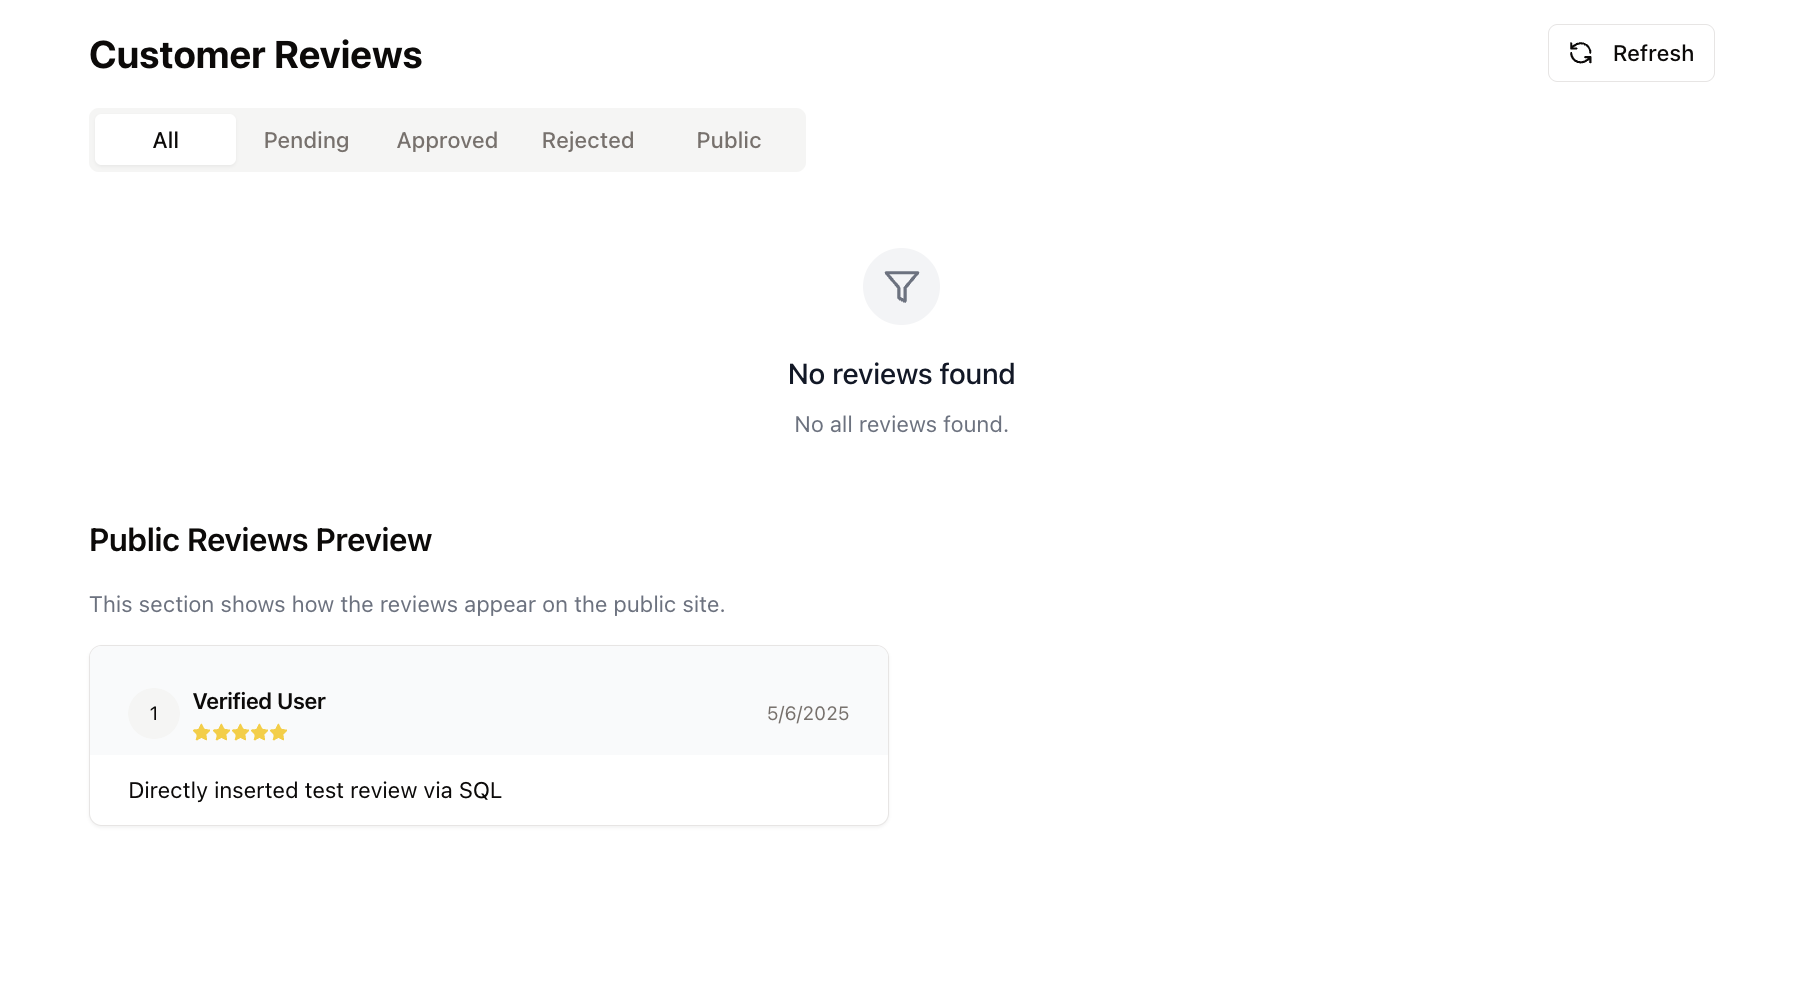 Customer Reviews
Refresh
All
Pending
Approved
Rejected
Public
No reviews found
No all reviews found.
Public Reviews Preview
This section shows how the reviews appear on the public site.
1
Verified User
5/6/2025
Directly inserted test review via SQL